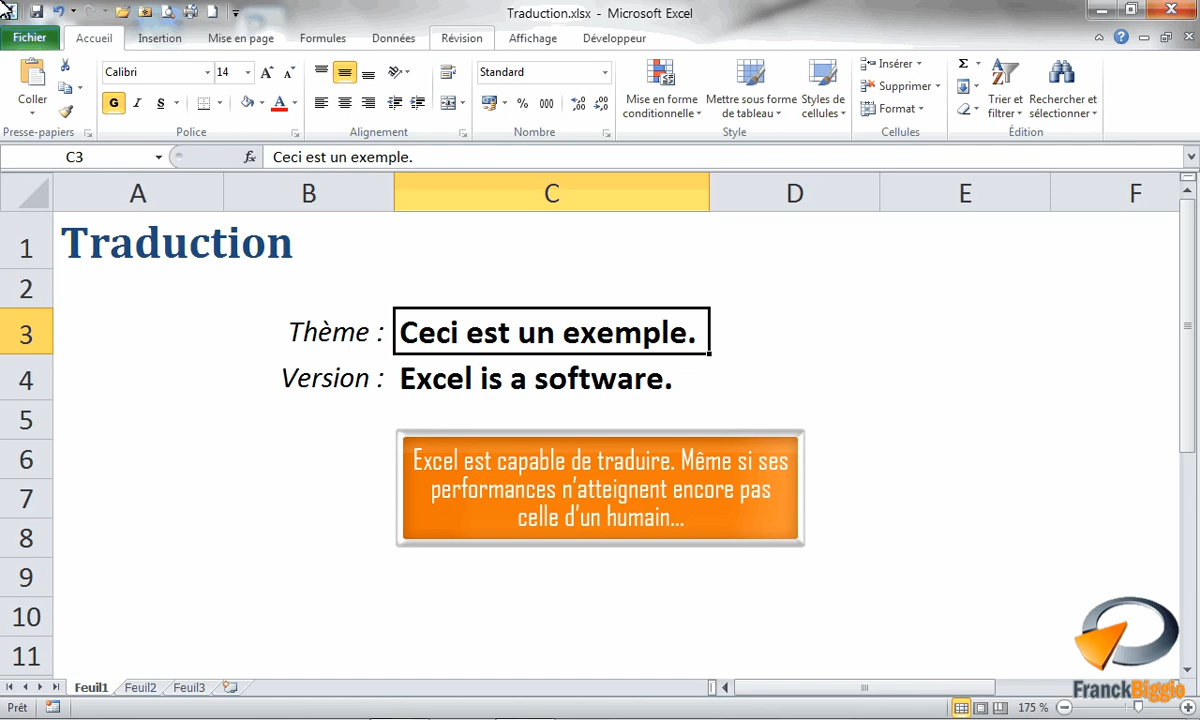 Traduction.xlsx - Microsoft Excel
Fichier Accueil Insertion Mise en page Formules Données Révision Affichage Développeur
Coller
Calibri 14
G I S
Standard
% 000
Mise en forme conditionnelle
Mettre sous forme de tableau
Styles de cellules
Insérer
Supprimer
Format
Σ
Trier et filtrer
Rechercher et sélectionner
Presse-papiers Police Alignement Nombre Style Cellules Édition
C3 fx Ceci est un exemple.
A B C D E F
1 Traduction
2
3 Thème : Ceci est un exemple.
4 Version : Excel is a software.
5
6
7
8
9
10
11
Excel est capable de traduire. Même si ses
performances n'atteignent encore pas
celle d'un humain...
FranckBiggio
Feuil1 Feuil2 Feuil3
Prêt 175 %